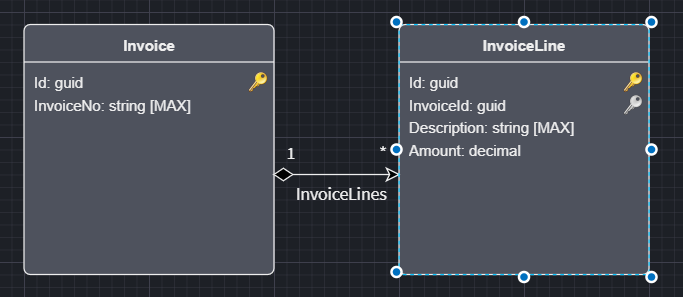 Invoice
Id: guid
InvoiceNo: string [MAX]
1
*
InvoiceLines
InvoiceLine
Id: guid
InvoiceId: guid
Description: string [MAX]
Amount: decimal